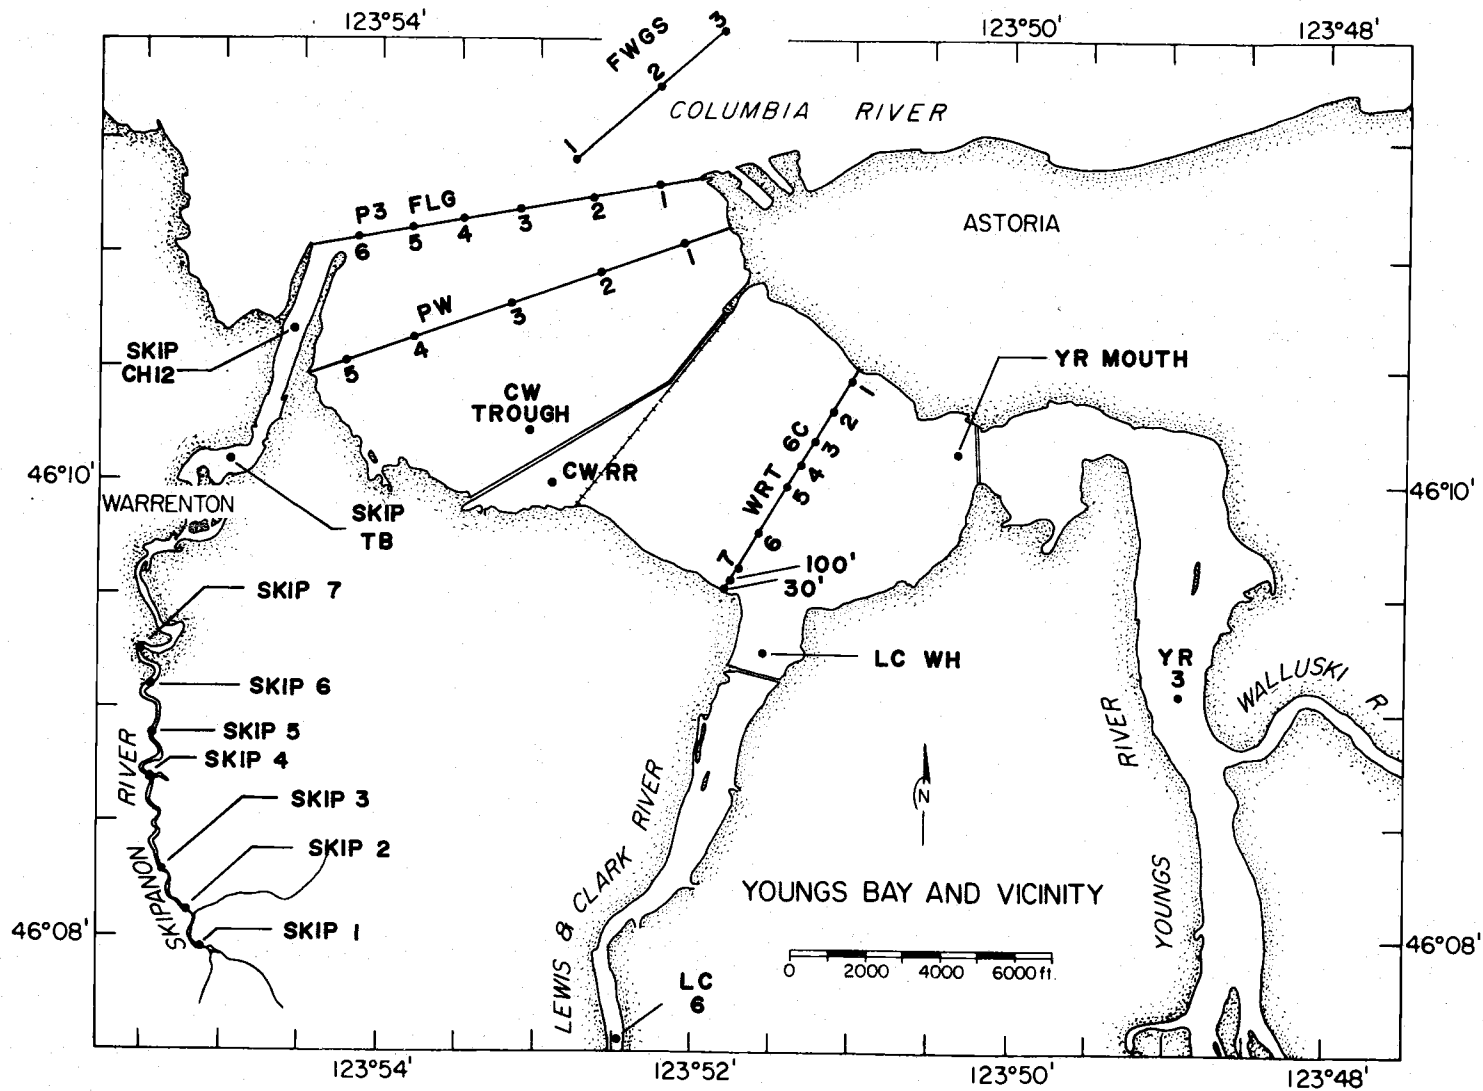 123°54'
123°50'
123°48'
FWGS
3
2
1
COLUMBIA RIVER
P3 FLG
6
5
4
3
2
1
ASTORIA
PW
5
4
3
2
1
SKIP
CH12
YR MOUTH
CW
TROUGH
CW RR
WRT 6C
1
2
3
4
5
6
7
100'
30'
46°10'
46°10'
WARRENTON
SKIP
TB
SKIP 7
SKIP 6
SKIP 5
SKIP 4
SKIP 3
SKIP 2
SKIP 1
SKIPANON RIVER
LC WH
YR
3
WALLUSKI R
YOUNGS RIVER
LEWIS & CLARK RIVER
N
YOUNGS BAY AND VICINITY
0 2000 4000 6000 ft.
46°08'
46°08'
LC
6
123°54'
123°52'
123°50'
123°48'